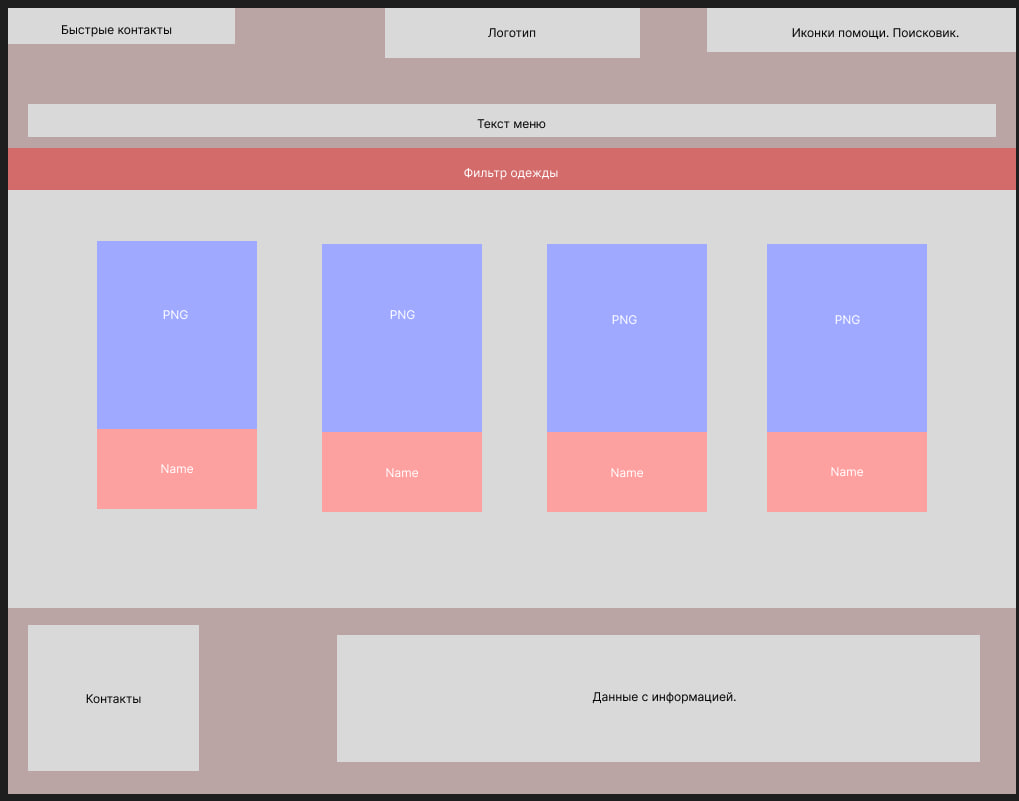 Быстрые контакты
Логотип
Иконки помощи. Поисковик.
Текст меню
Фильтр одежды
PNG
PNG
PNG
PNG
Name
Name
Name
Name
Контакты
Данные с информацией.